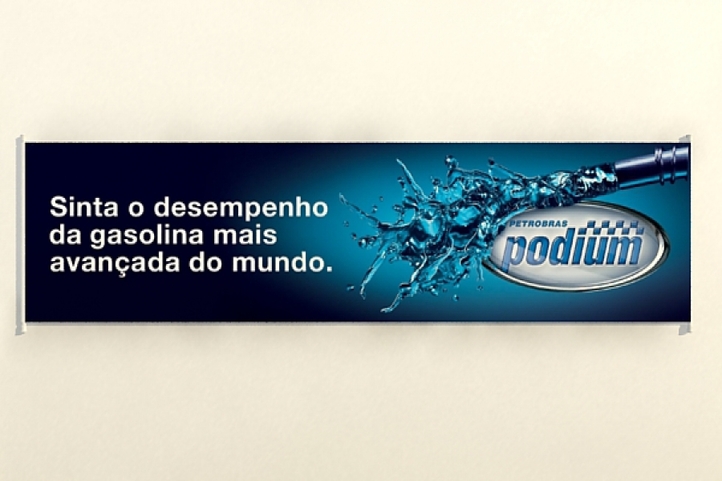 Sinta o desempenho
da gasolina mais
avançada do mundo.
PETROBRAS
podium